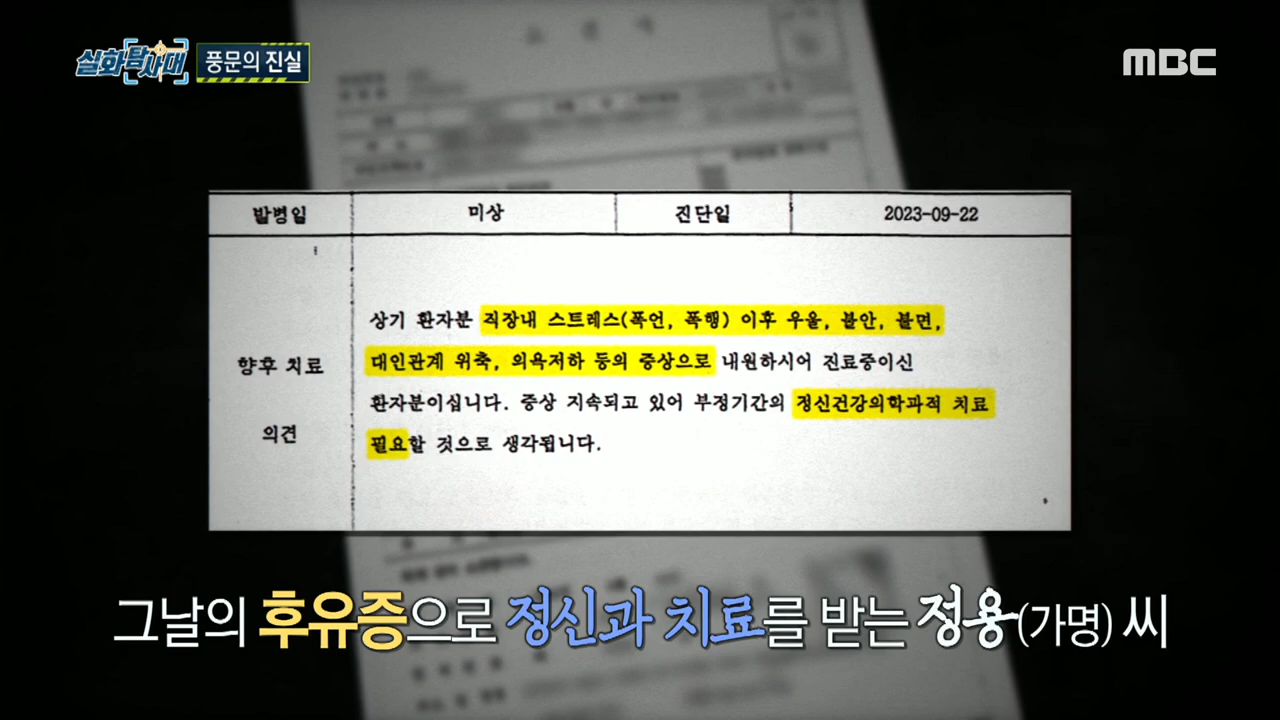 실화탐사대 풍문의 진실
MBC
발병일 미상 진단일 2023-09-22
상기 환자분 직장내 스트레스(폭언, 폭행) 이후 우울, 불안, 불면,
대인관계 위축, 의욕저하 등의 증상으로 내원하시어 진료중이신
향후 치료
환자분이십니다. 증상 지속되고 있어 부정기간의 정신건강의학과적 치료
의견
필요할 것으로 생각됩니다.
그날의 후유증으로 정신과 치료를 받는 정용(가명) 씨